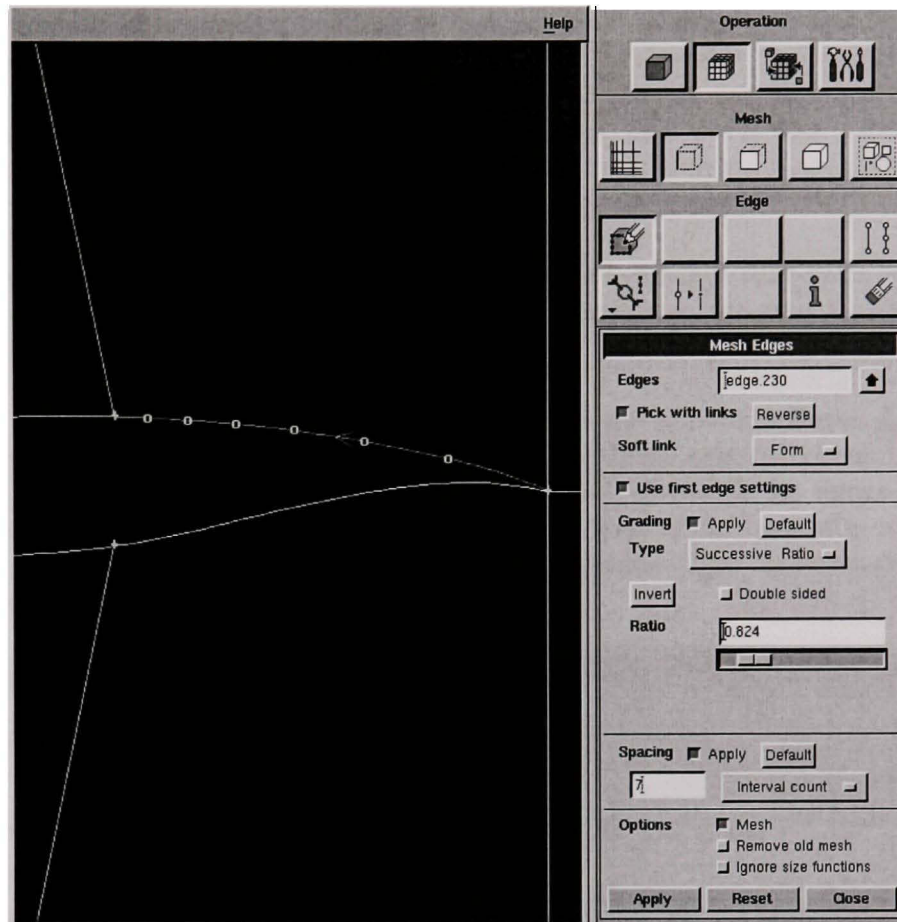 Help
Operation
Mesh
Edge
Mesh Edges
Edges edge.230
Pick with links Reverse
Soft link Form
Use first edge settings
Grading Apply Default
Type Successive Ratio
Invert Double sided
Ratio 0.824
Spacing Apply Default
7 Interval count
Options Mesh
Remove old mesh
Ignore size functions
Apply Reset Close